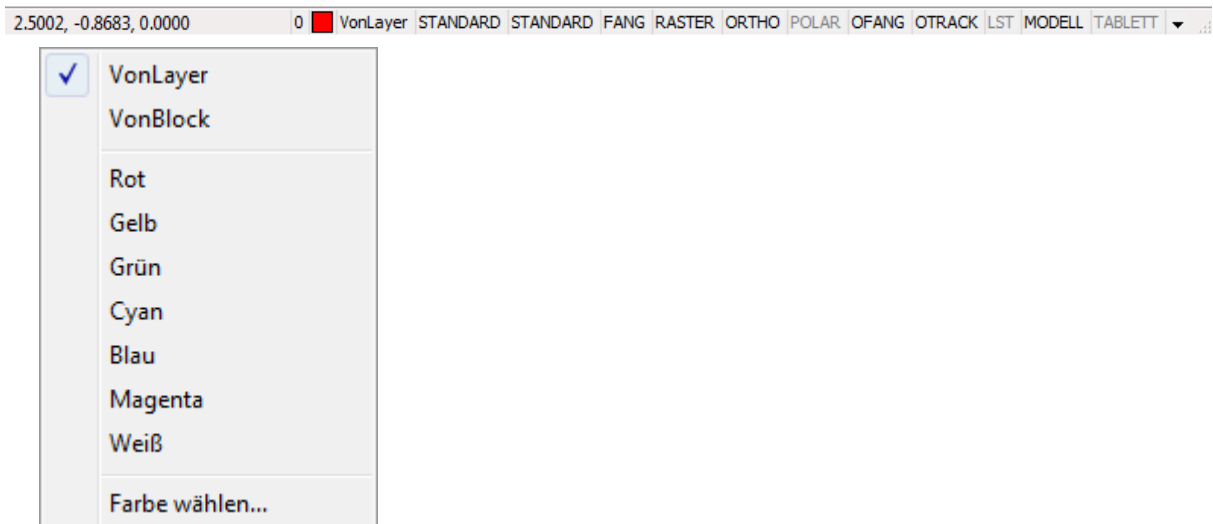 2.5002, -0.8683, 0.0000 0 VonLayer STANDARD STANDARD FANG RASTER ORTHO POLAR OFANG OTRACK LST MODELL TABLETT
VonLayer
VonBlock
Rot
Gelb
Grün
Cyan
Blau
Magenta
Weiß
Farbe wählen...